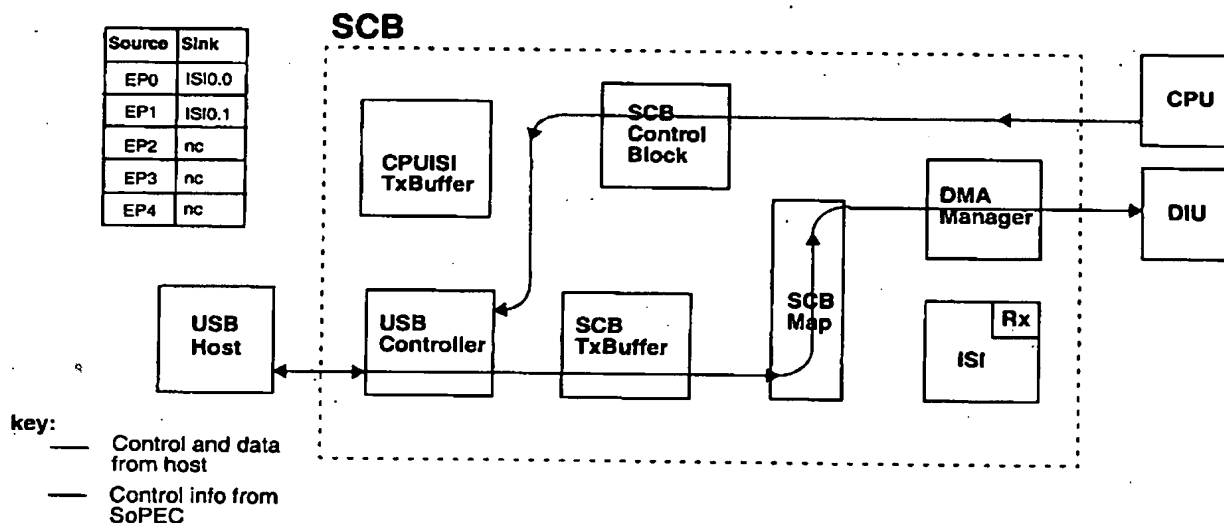 SCB
Source Sink
EP0 ISI0.0
EP1 ISI0.1
EP2 nc
EP3 nc
EP4 nc
CPUISI
TxBuffer
SCB
Control
Block
CPU
DMA
Manager
DIU
USB
Host
USB
Controller
SCB
TxBuffer
SCB
Map
Rx
ISI
key:
Control and data
from host
Control info from
SoPEC